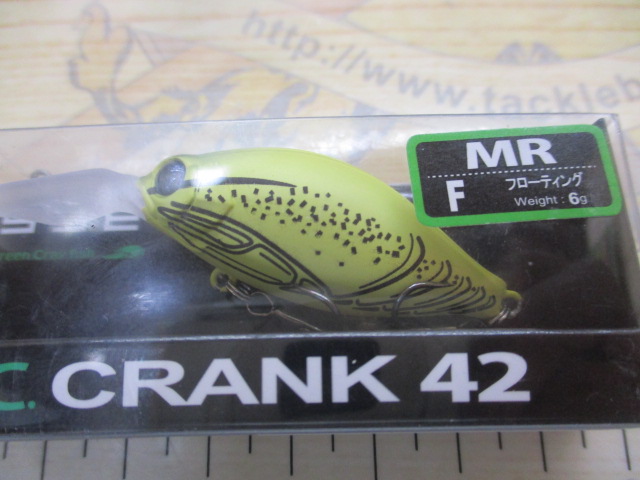 http://
www.tackleb
MR
F
フローティング
Weight : 6g
C. CRANK 42